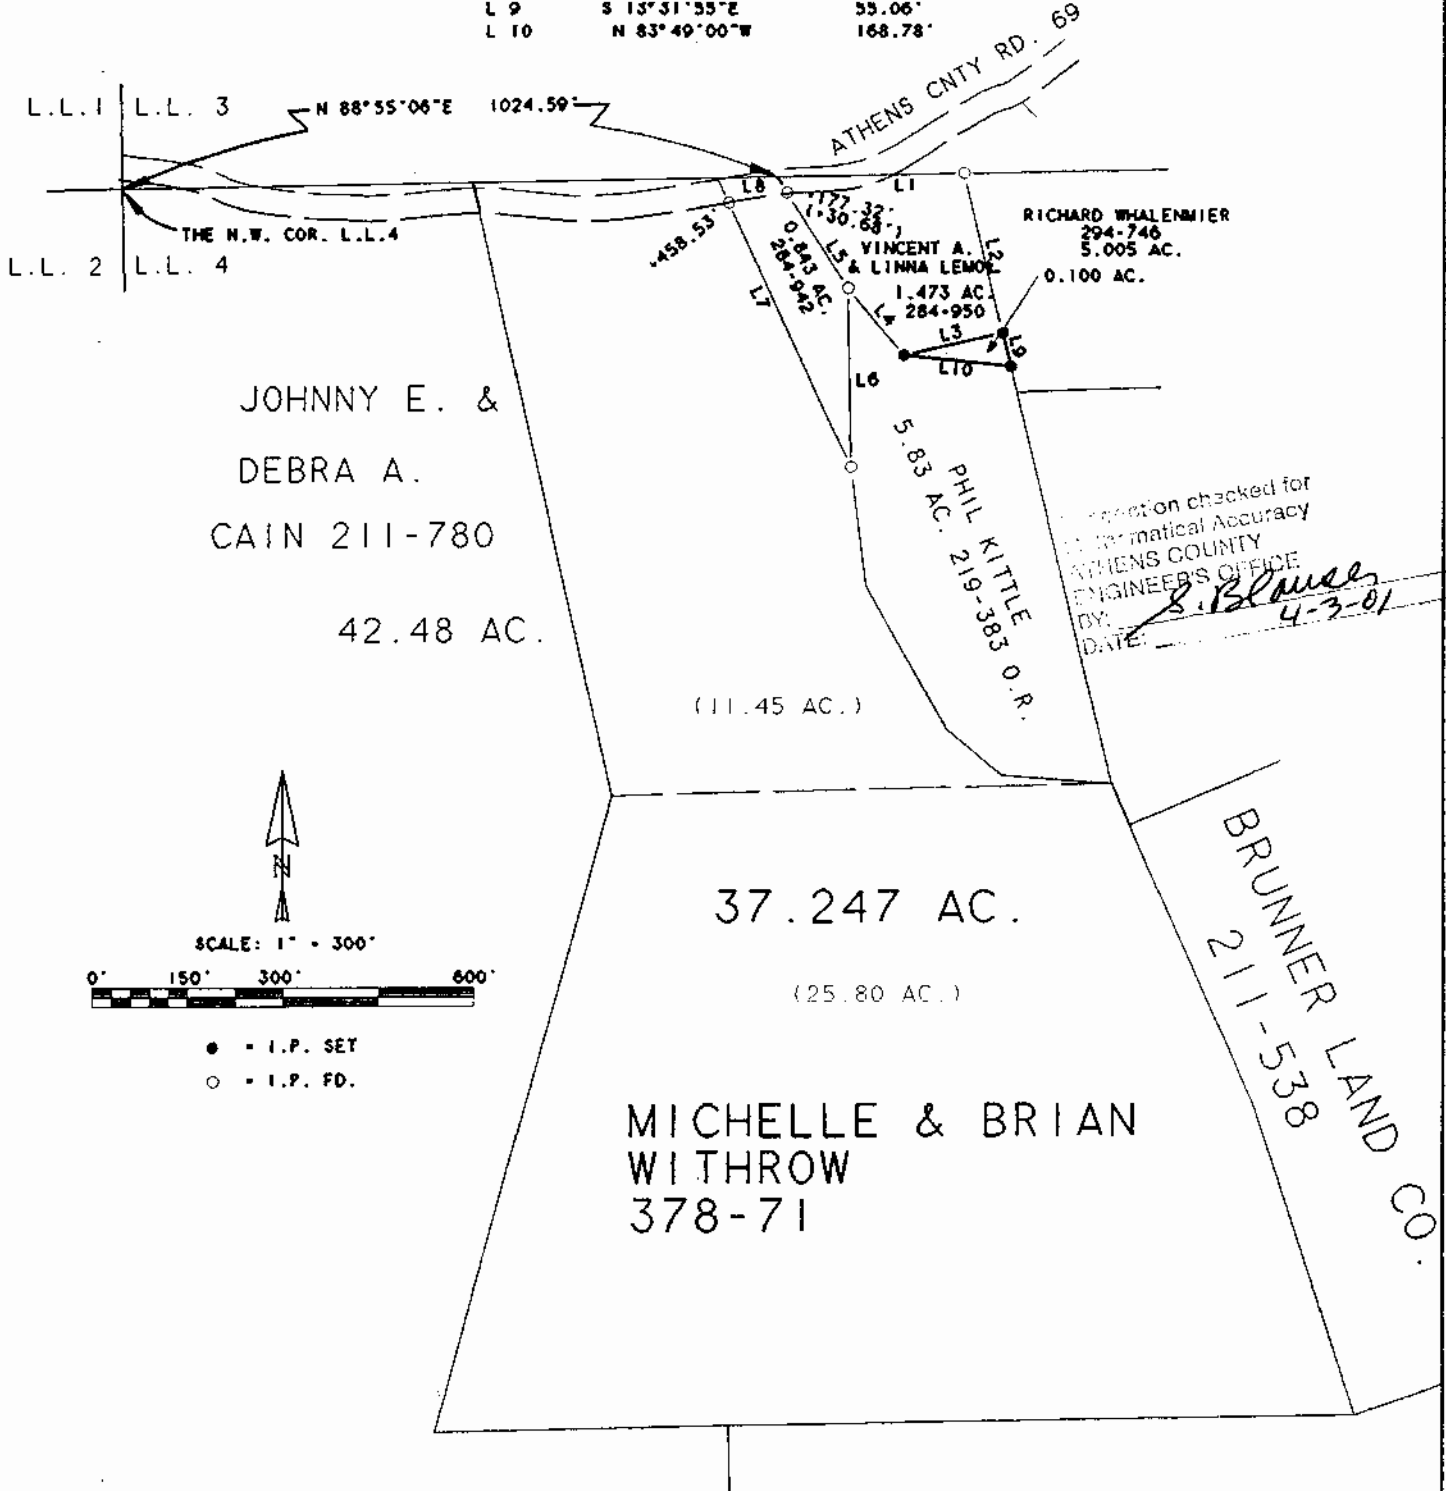 L 9 S 13°31'55"E 55.06'
L 10 N 83°49'00"W 168.78'
ATHENS CNTY RD. 69
L.L.1 L.L. 3
N 88°55'06"E 1024.59'
THE N.W. COR. L.L.4
L.L. 2 L.L. 4
L8
L1
177.32'
(30.68')
458.53'
0.843 AC.
284-942
L5
L7
VINCENT A.
& LINNA
1.473 AC.
284-950
L2
RICHARD WHALENMIER
294-746
5.005 AC.
0.100 AC.
L3
L9
L10
L6
JOHNNY E. &
DEBRA A.
CAIN 211-780
42.48 AC.
PHIL KITTLE
5.83 AC. 219-383 O.R.
checked for
Accuracy
ATHENS COUNTY
ENGINEER'S OFFICE
BY: S. Blauser
DATE: 4-3-01
(11.45 AC.)
N
SCALE: 1" = 300'
0' 150' 300' 600'
= I.P. SET
= I.P. FD.
37.247 AC.
(25.80 AC.)
MICHELLE & BRIAN
WITHROW
378-71
BRUNNER LAND CO.
211-538